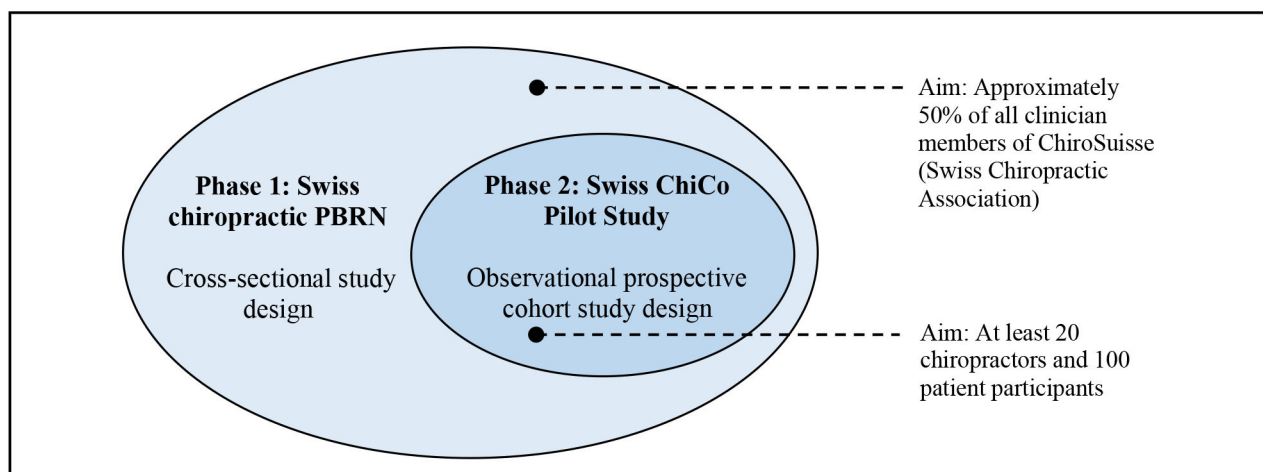 Phase 1: Swiss
chiropractic PBRN
Cross-sectional study
design
Phase 2: Swiss ChiCo
Pilot Study
Observational prospective
cohort study design
Aim: Approximately
50% of all clinician
members of ChiroSuisse
(Swiss Chiropractic
Association)
Aim: At least 20
chiropractors and 100
patient participants